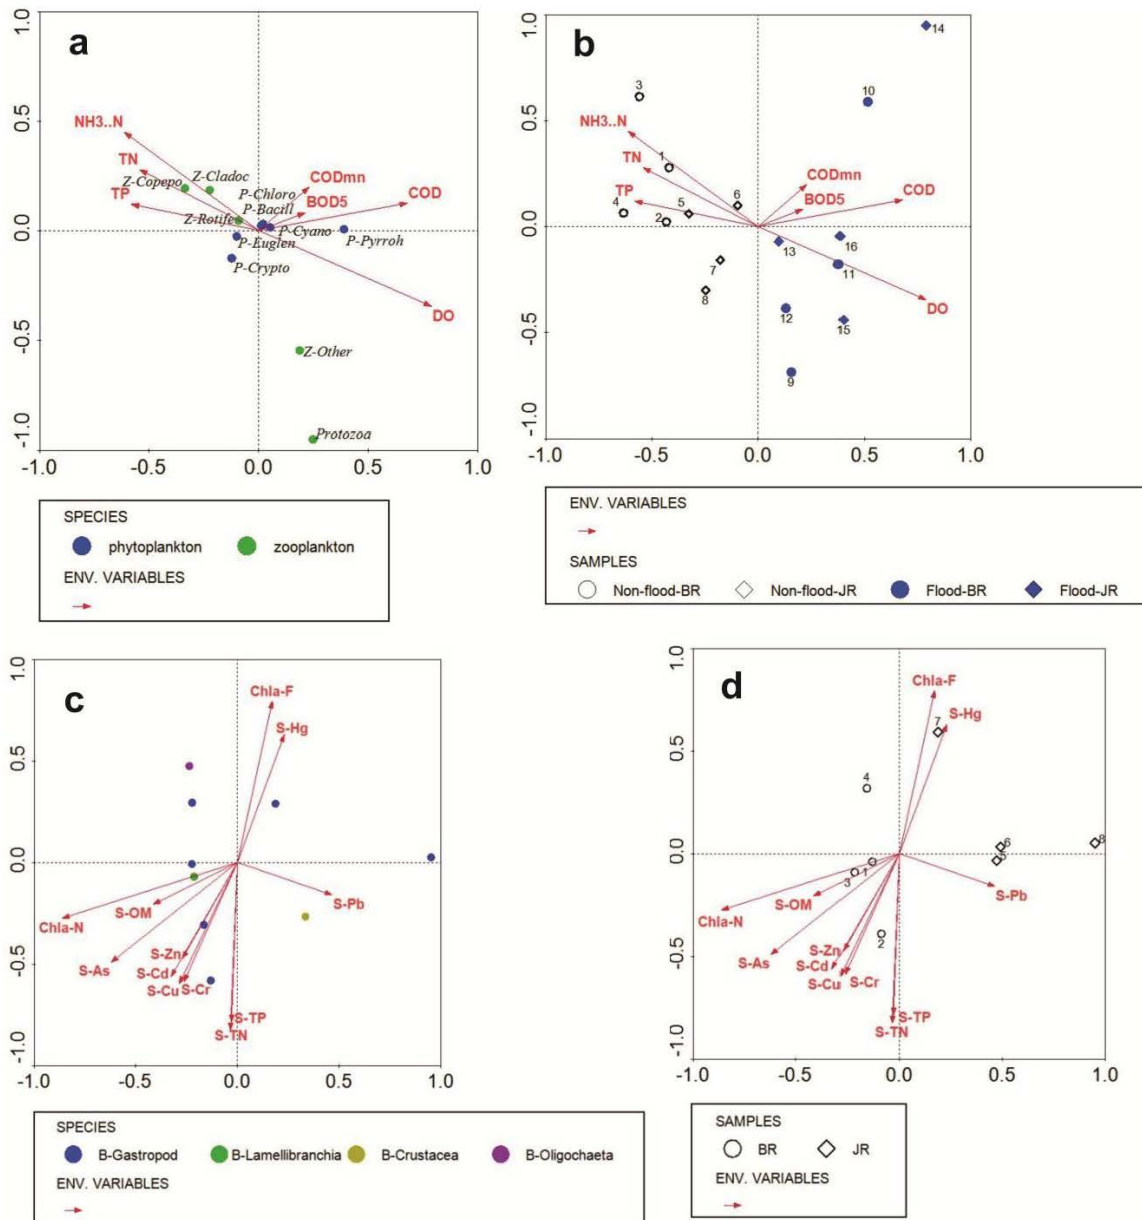 a
1.0
0.5
0.0
-0.5
-1.0
NH3..N
TN
TP
Z-Copepo
Z-Cladoc
CODmn
P-Chloro
BOD5
COD
P-Bacill
Z-Rotife
P-Cyano
P-Euglen
P-Pyrroh
P-Crypto
DO
Z-Other
Protozoa
-1.0 -0.5 0.0 0.5 1.0
SPECIES
phytoplankton zooplankton
ENV. VARIABLES
b
1.0
0.5
0.0
-0.5
-1.0
14
10
3
NH3..N
TN
1
CODmn
TP
BOD5
COD
4
2
5
6
13
16
7
11
8
DO
12
15
9
-1.0 -0.5 0.0 0.5 1.0
ENV. VARIABLES
SAMPLES
Non-flood-BR Non-flood-JR Flood-BR Flood-JR
c
1.0
0.5
0.0
-0.5
-1.0
Chla-F
S-Hg
S-Pb
S-OM
Chla-N
S-As
S-Zn
S-Cd
S-Cu
S-Cr
S-TP
S-TN
-1.0 -0.5 0.0 0.5 1.0
SPECIES
B-Gastropod B-Lamellibranchia B-Crustacea B-Oligochaeta
ENV. VARIABLES
d
1.0
0.5
0.0
-0.5
-1.0
Chla-F
S-Hg
7
4
6
8
5
1
3
S-Pb
S-OM
Chla-N
2
S-As
S-Zn
S-Cd
S-Cu
S-Cr
S-TP
S-TN
-1.0 -0.5 0.0 0.5 1.0
SAMPLES
BR JR
ENV. VARIABLES